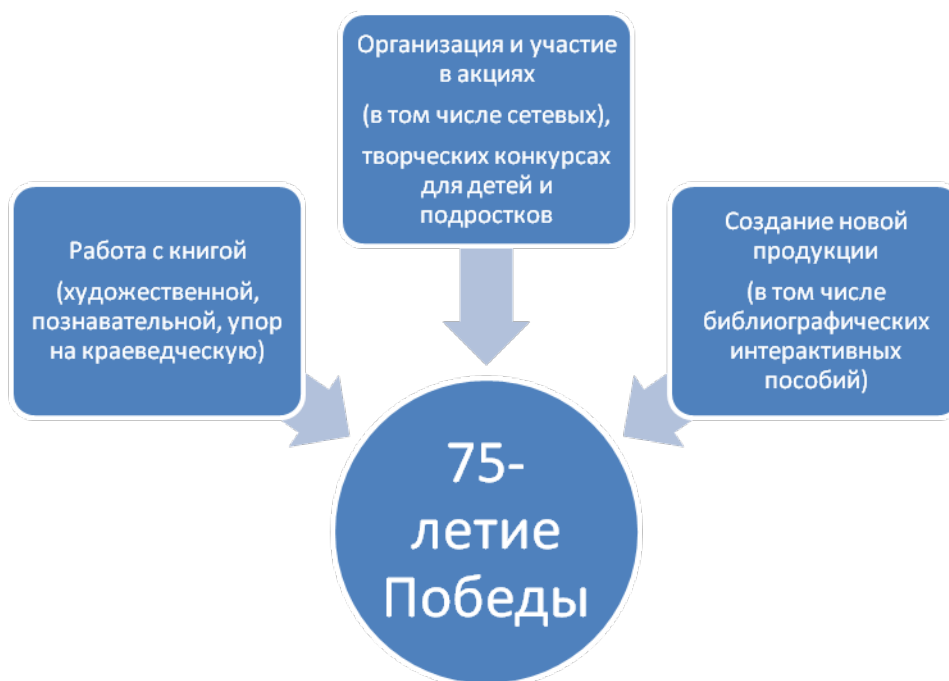 Организация и участие
в акциях
(в том числе сетевых),
творческих конкурсах
для детей и
подростков
Работа с книгой
(художественной,
познавательной, упор
на краеведческую)
Создание новой
продукции
(в том числе
библиографических
интерактивных
пособий)
75-
летие
Победы